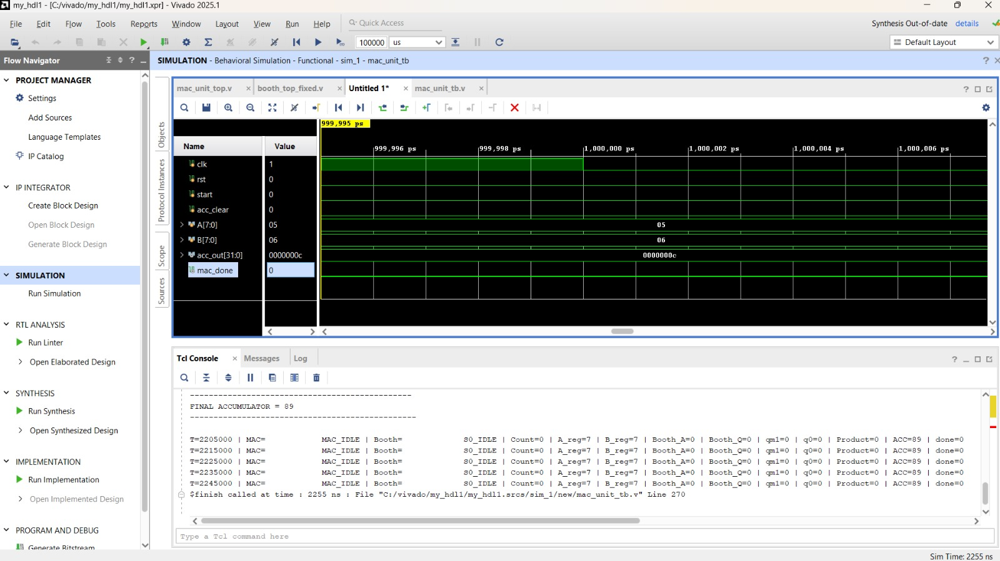 my_hdl1 - [C:/vivado/my_hdl1/my_hdl1.xpr] - Vivado 2025.1
File Edit Flow Tools Reports Window Layout View Run Help Quick Access
Synthesis Out-of-date details
100000 us
Default Layout
Flow Navigator
SIMULATION - Behavioral Simulation - Functional - sim_1 - mac_unit_tb
PROJECT MANAGER
Settings
Add Sources
Language Templates
IP Catalog
IP INTEGRATOR
Create Block Design
Open Block Design
Generate Block Design
SIMULATION
Run Simulation
RTL ANALYSIS
Run Linter
Open Elaborated Design
SYNTHESIS
Run Synthesis
Open Synthesized Design
IMPLEMENTATION
Run Implementation
Open Implemented Design
PROGRAM AND DEBUG
Generate Bitstream
Objects
Protocol Instances
Scope
Sources
mac_unit_top.v booth_top_fixed.v Untitled 1* mac_unit_tb.v
999,995 ps
Name Value
999,996 ps 999,998 ps 1,000,000 ps 1,000,002 ps 1,000,004 ps 1,000,006 ps
clk 1
rst 0
start 0
acc_clear 0
A[7:0] 05 05
B[7:0] 06 06
acc_out[31:0] 0000000c 0000000c
mac_done 0
Tcl Console Messages Log
-----------------------------------------------
FINAL ACCUMULATOR = 89
------------------------------------------------
T=2205000 | MAC= MAC_IDLE | Booth= S0_IDLE | Count=0 | A_reg=7 | B_reg=7 | Booth_A=0 | Booth_Q=0 | qm1=0 | q0=0 | Product=0 | ACC=89 | done=0
T=2215000 | MAC= MAC_IDLE | Booth= S0_IDLE | Count=0 | A_reg=7 | B_reg=7 | Booth_A=0 | Booth_Q=0 | qm1=0 | q0=0 | Product=0 | ACC=89 | done=0
T=2225000 | MAC= MAC_IDLE | Booth= S0_IDLE | Count=0 | A_reg=7 | B_reg=7 | Booth_A=0 | Booth_Q=0 | qm1=0 | q0=0 | Product=0 | ACC=89 | done=0
T=2235000 | MAC= MAC_IDLE | Booth= S0_IDLE | Count=0 | A_reg=7 | B_reg=7 | Booth_A=0 | Booth_Q=0 | qm1=0 | q0=0 | Product=0 | ACC=89 | done=0
T=2245000 | MAC= MAC_IDLE | Booth= S0_IDLE | Count=0 | A_reg=7 | B_reg=7 | Booth_A=0 | Booth_Q=0 | qm1=0 | q0=0 | Product=0 | ACC=89 | done=0
$finish called at time : 2255 ns : File "C:/vivado/my_hdl1/my_hdl1.srcs/sim_1/new/mac_unit_tb.v" Line 270
Type a Tcl command here
Sim Time: 2255 ns